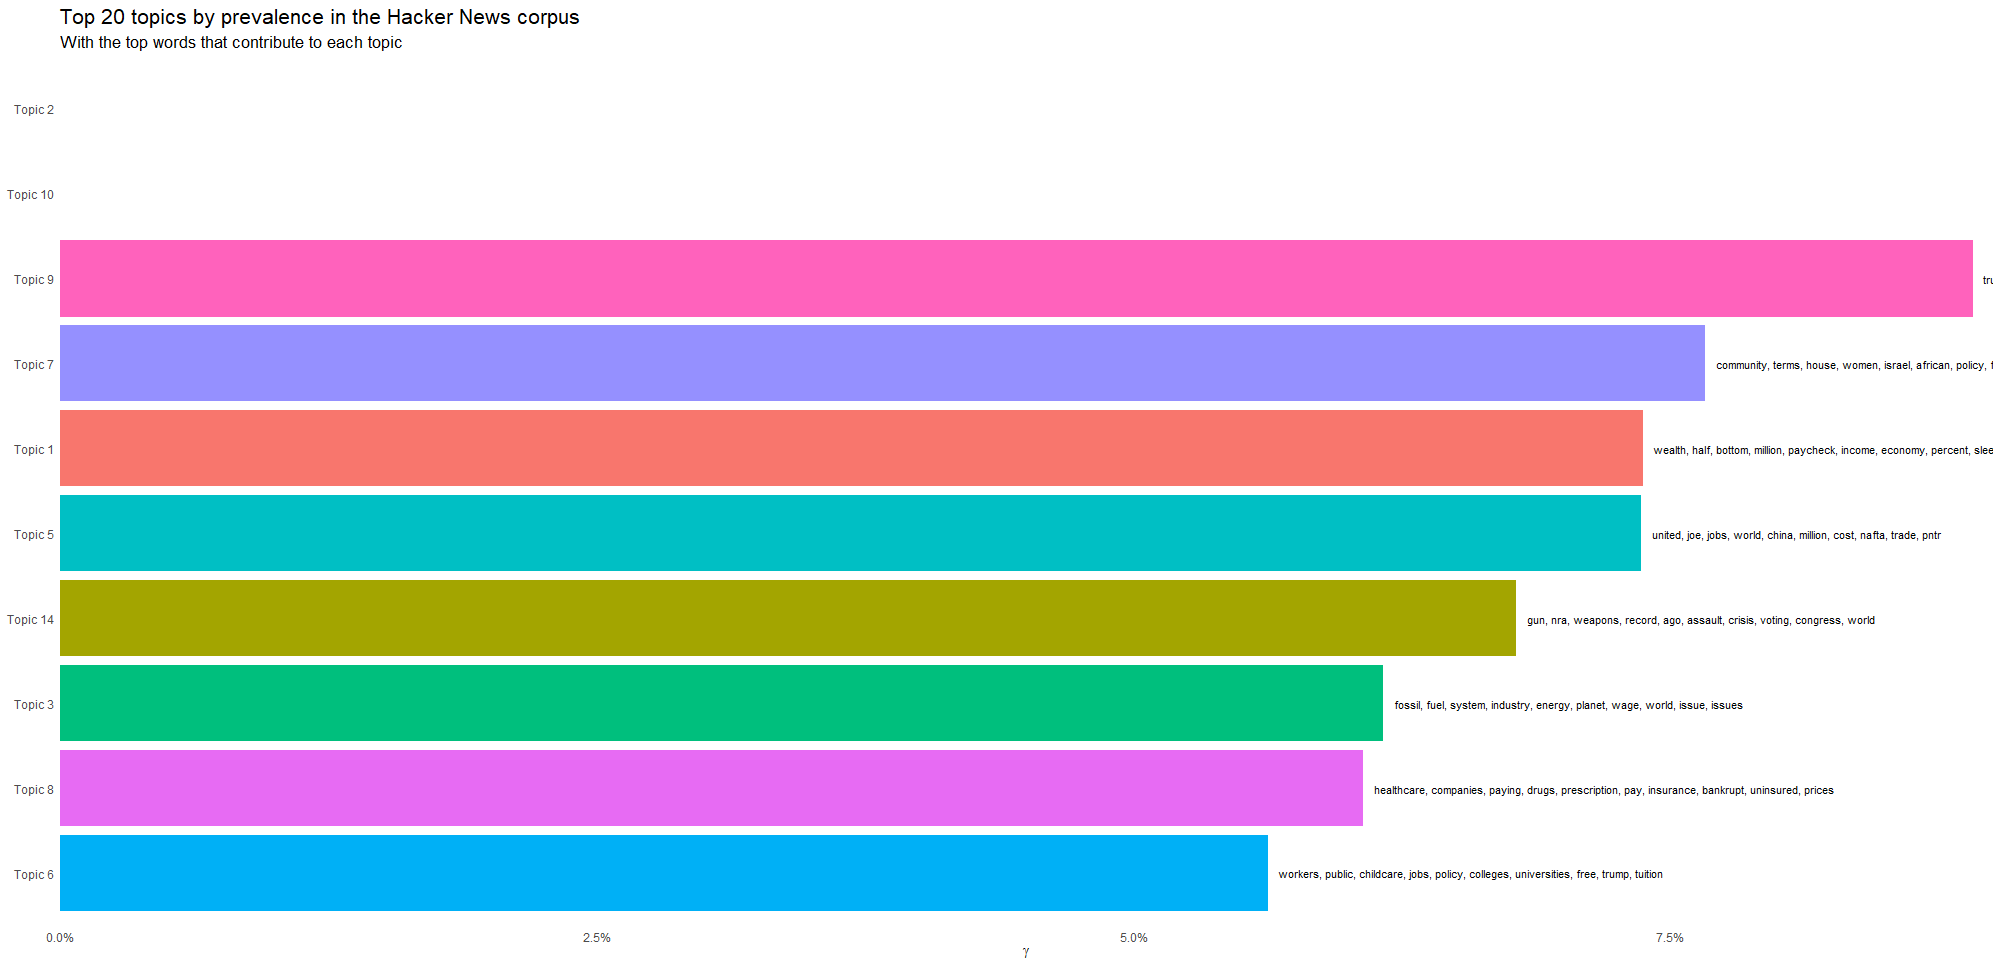 Top 20 topics by prevalence in the Hacker News corpus
With the top words that contribute to each topic
Topic 2
Topic 10
Topic 9
Topic 7 community, terms, house, women, israel, african, policy,
Topic 1 wealth, half, bottom, million, paycheck, income, economy, percent,
Topic 5 united, joe, jobs, world, china, million, cost, nafta, trade, pntr
Topic 14 gun, nra, weapons, record, ago, assault, crisis, voting, congress, world
Topic 3 fossil, fuel, system, industry, energy, planet, wage, world, issue, issues
Topic 8 healthcare, companies, paying, drugs, prescription, pay, insurance, bankrupt, uninsured, prices
Topic 6 workers, public, childcare, jobs, policy, colleges, universities, free, trump, tuition
0.0% 2.5% 5.0% 7.5%
γ